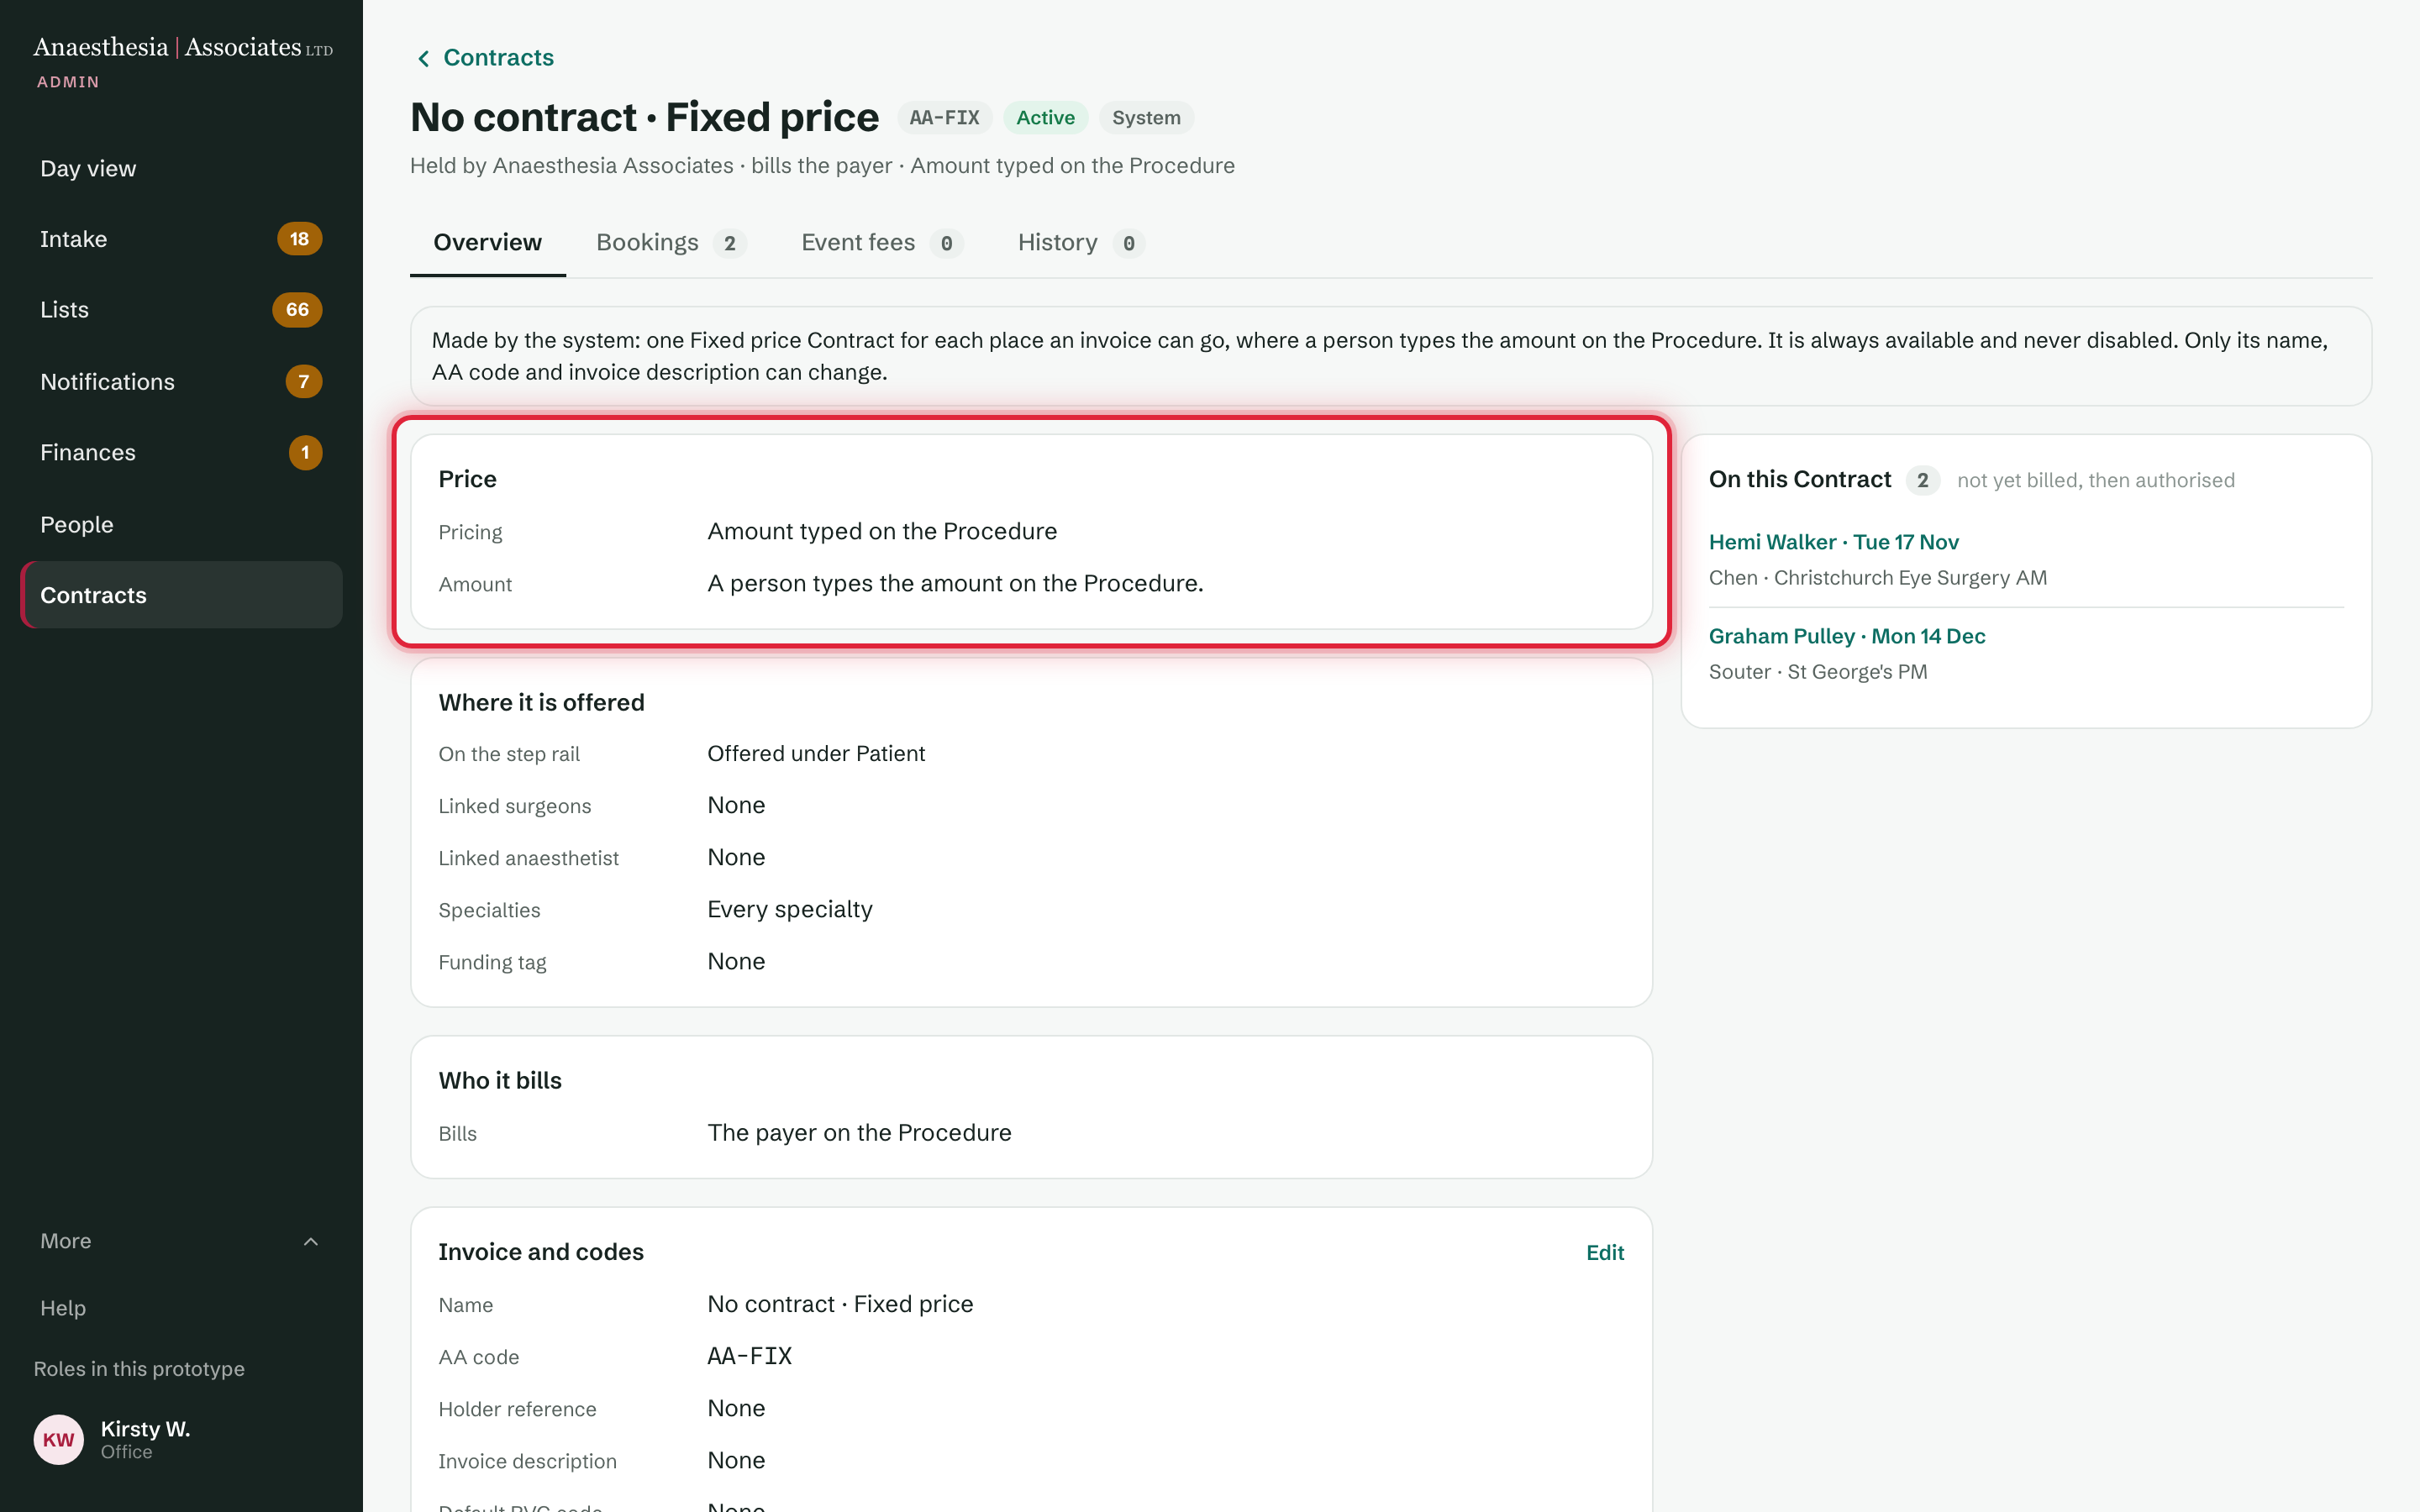 Anaesthesia | Associates LTD
ADMIN
Day view
Intake 18
Lists 66
Notifications 7
Finances 1
People
Contracts
More
Help
Roles in this prototype
KW
Kirsty W.
Office
Contracts
No contract · Fixed price AA-FIX Active System
Held by Anaesthesia Associates · bills the payer · Amount typed on the Procedure
Overview Bookings 2 Event fees 0 History 0
Made by the system: one Fixed price Contract for each place an invoice can go, where a person types the amount on the Procedure. It is always available and never disabled. Only its name,
AA code and invoice description can change.
Price
Pricing Amount typed on the Procedure
Amount A person types the amount on the Procedure.
Where it is offered
On the step rail Offered under Patient
Linked surgeons None
Linked anaesthetist None
Specialties Every specialty
Funding tag None
Who it bills
Bills The payer on the Procedure
Invoice and codes Edit
Name No contract · Fixed price
AA code AA-FIX
Holder reference None
Invoice description None
On this Contract 2 not yet billed, then authorised
Hemi Walker · Tue 17 Nov
Chen · Christchurch Eye Surgery AM
Graham Pulley · Mon 14 Dec
Souter · St George's PM